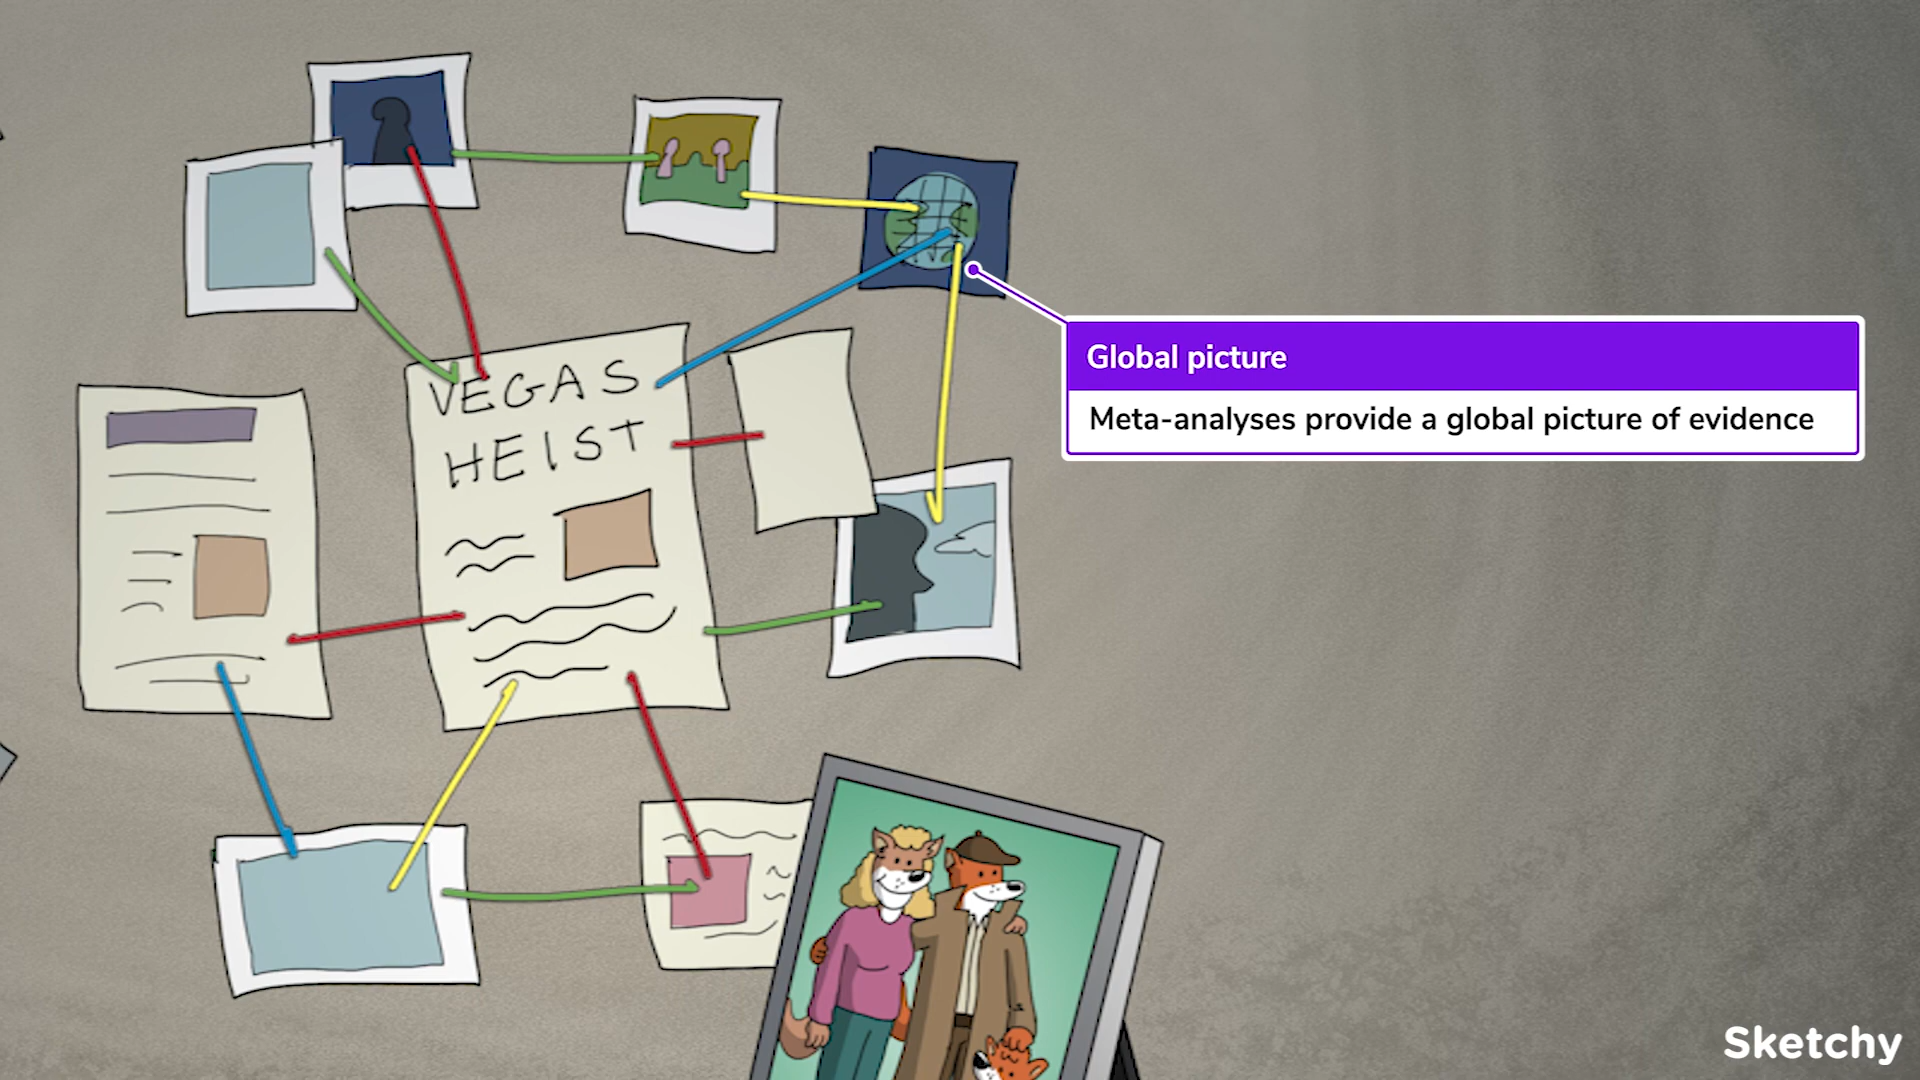 VEGAS
HEIST
Global picture
Meta-analyses provide a global picture of evidence
Sketchy